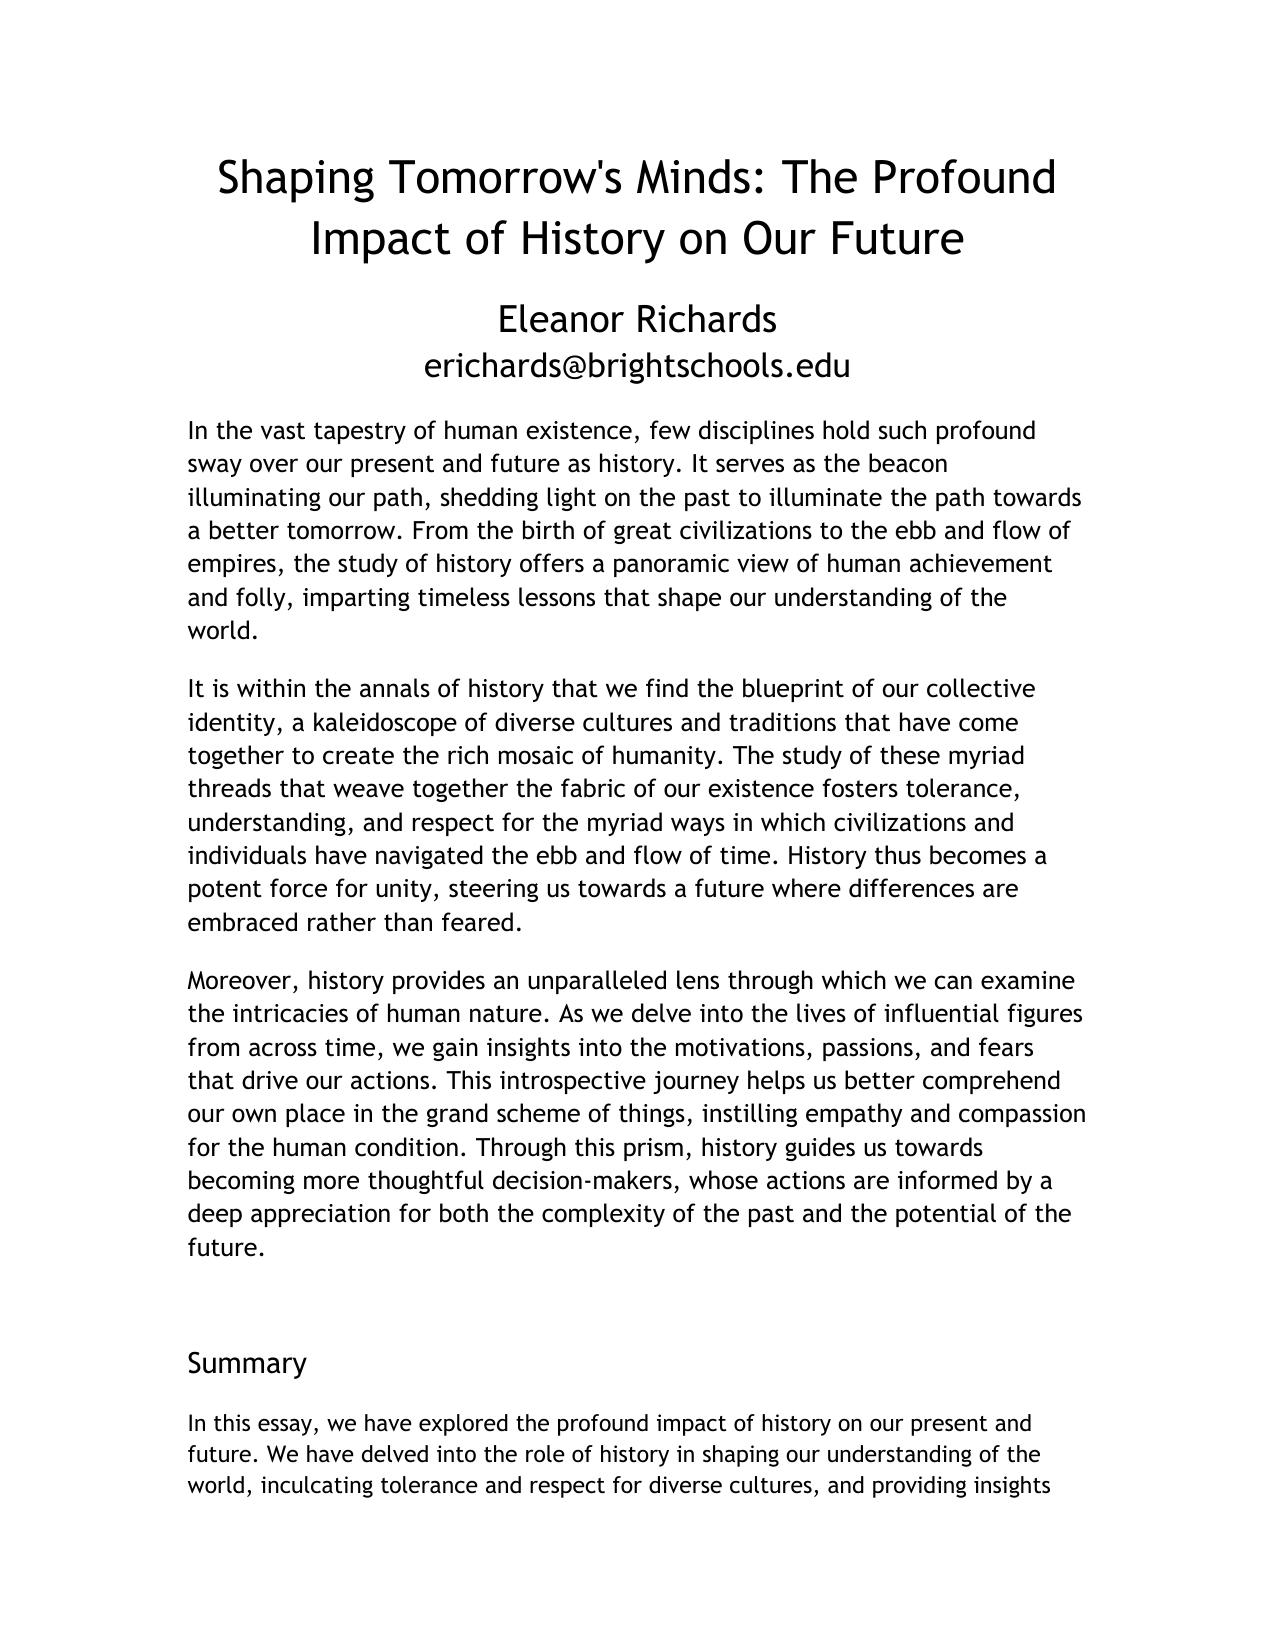 Shaping Tomorrow's Minds: The Profound
Impact of History on Our Future
Eleanor Richards
erichards@brightschools.edu
In the vast tapestry of human existence, few disciplines hold such profound
sway over our present and future as history. It serves as the beacon
illuminating our path, shedding light on the past to illuminate the path towards
a better tomorrow. From the birth of great civilizations to the ebb and flow of
empires, the study of history offers a panoramic view of human achievement
and folly, imparting timeless lessons that shape our understanding of the
world.
It is within the annals of history that we find the blueprint of our collective
identity, a kaleidoscope of diverse cultures and traditions that have come
together to create the rich mosaic of humanity. The study of these myriad
threads that weave together the fabric of our existence fosters tolerance,
understanding, and respect for the myriad ways in which civilizations and
individuals have navigated the ebb and flow of time. History thus becomes a
potent force for unity, steering us towards a future where differences are
embraced rather than feared.
Moreover, history provides an unparalleled lens through which we can examine
the intricacies of human nature. As we delve into the lives of influential figures
from across time, we gain insights into the motivations, passions, and fears
that drive our actions. This introspective journey helps us better comprehend
our own place in the grand scheme of things, instilling empathy and compassion
for the human condition. Through this prism, history guides us towards
becoming more thoughtful decision-makers, whose actions are informed by a
deep appreciation for both the complexity of the past and the potential of the
future.
Summary
In this essay, we have explored the profound impact of history on our present and
future. We have delved into the role of history in shaping our understanding of the
world, inculcating tolerance and respect for diverse cultures, and providing insights